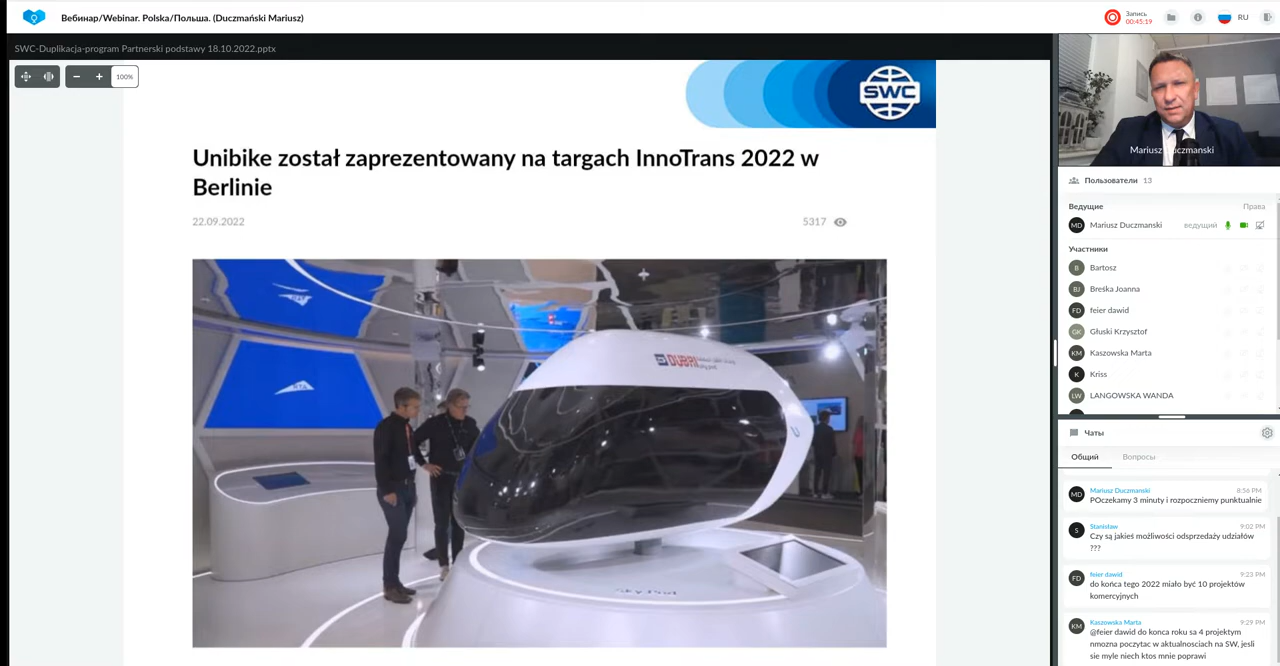 Вебинар/Webinar. Polska/Польша. (Duczmański Mariusz)
Запись
00:45:19
RU
SWC-Duplikacja-program Partnerski podstawy 18.10.2022.pptx
100%
SWC
Unibike został zaprezentowany na targach InnoTrans 2022 w
Berlinie
22.09.2022
5317
DUBAI
Mariusz Duczmanski
Пользователи 13
Ведущие
Права
MD
Mariusz Duczmanski
ведущий
Участники
B
Bartosz
BJ
Breśka Joanna
FD
feier dawid
GK
Głuski Krzysztof
KM
Kaszowska Marta
K
Kriss
LW
LANGOWSKA WANDA
Чаты
Общий
Вопросы
MD
Mariusz Duczmanski
8:56 PM
POczekamy 3 minuty i rozpoczniemy punktualnie
S
Stanisław
9:02 PM
Czy są jakieś możliwości odsprzedaży udziałów
???
FD
feier dawid
9:23 PM
do końca tego 2022 miało być 10 projektów
komercyjnych
KM
Kaszowska Marta
9:29 PM
@feier dawid do konca roku sa 4 projektym
nmozna poczytac w aktualnosciach na SW, jesli
sie myle niech ktos mnie poprawi